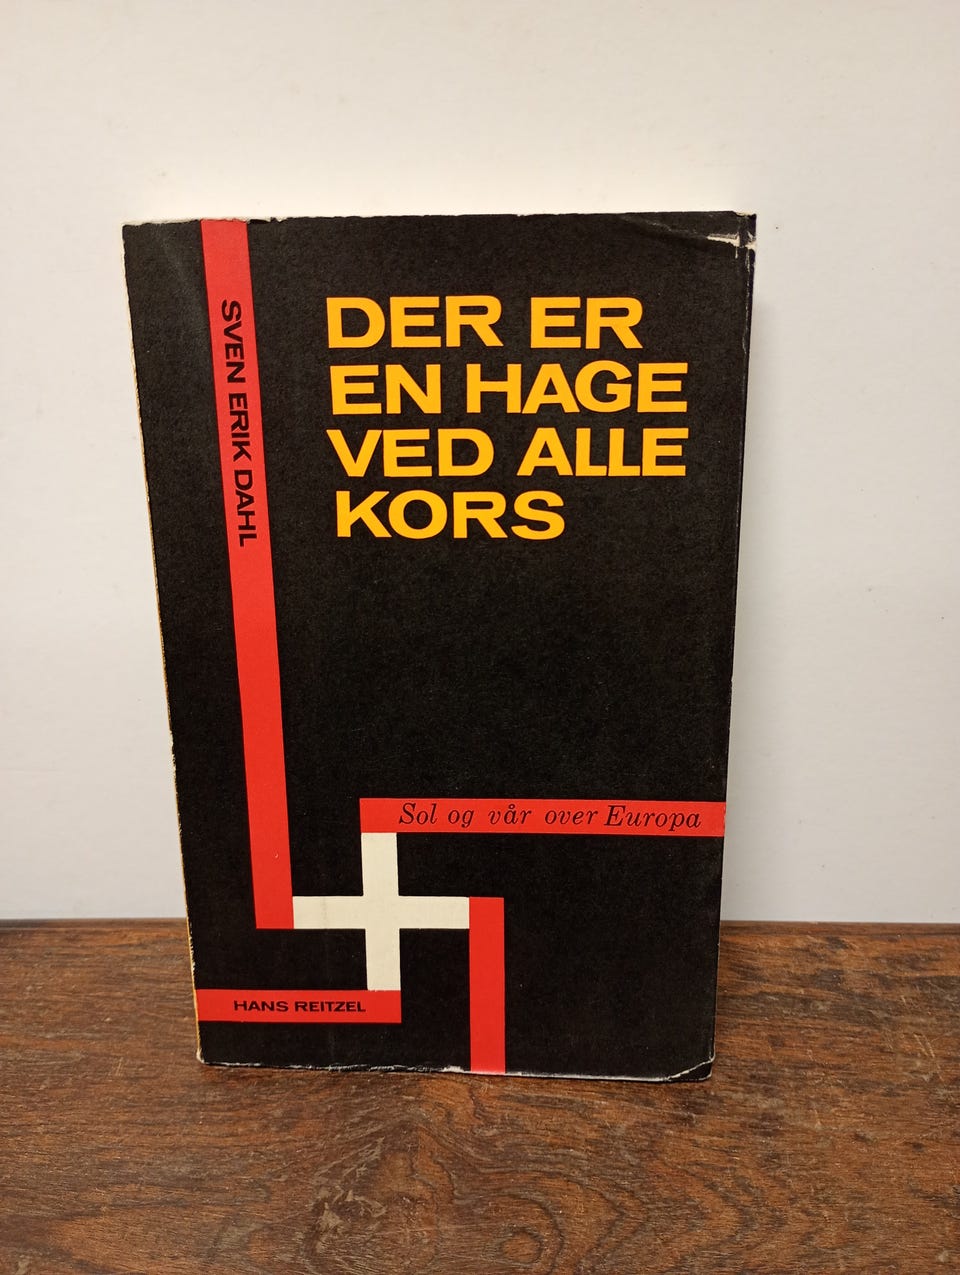 SVEN ERIK DAHL
DER ER
EN HAGE
VED ALLE
KORS
Sol og vår over Europa
HANS REITZEL